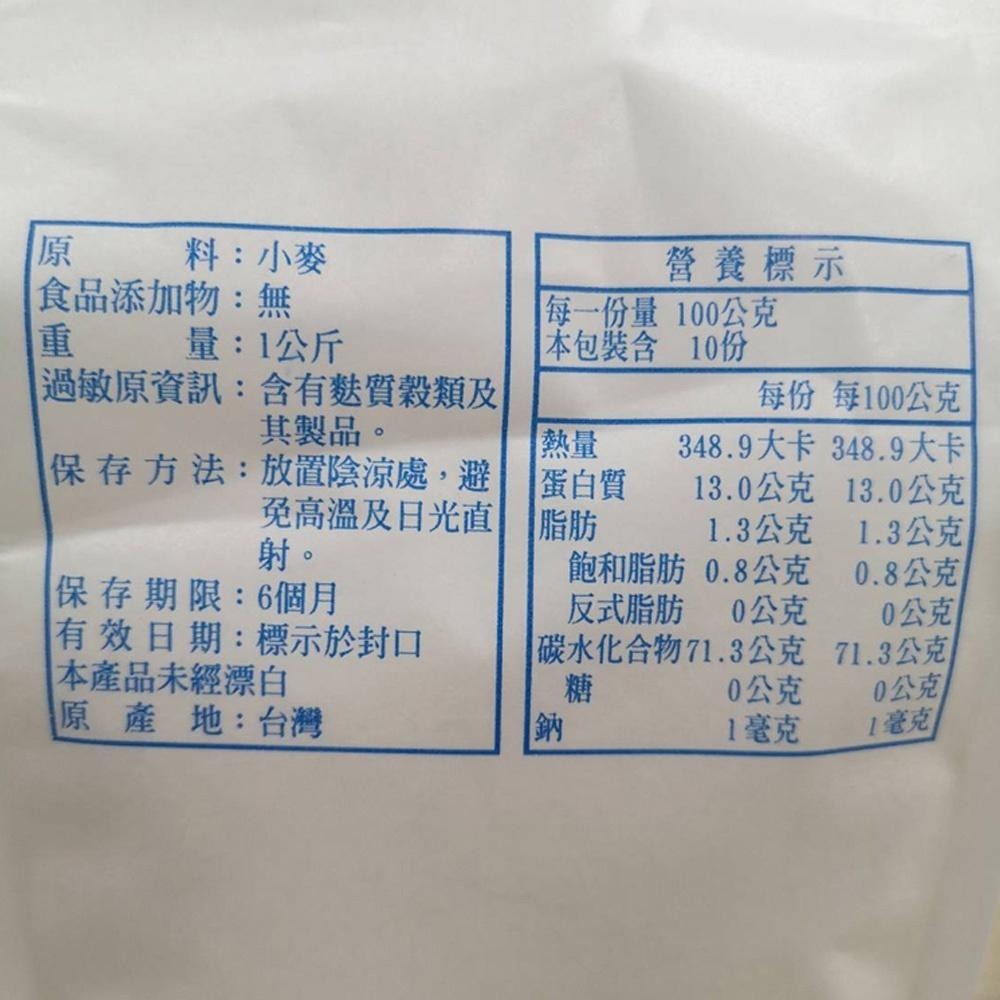 原料：小麥
食品添加物：無
重量：1公斤
過敏原資訊：含有麩質穀類及
其製品。
保存方法：放置陰涼處，避
免高溫及日光直
射。
保存期限：6個月
有效日期：標示於封口
本產品未經漂白
原產地：台灣
營養標示
每一份量 100公克
本包裝含 10份
每份 每100公克
熱量 348.9大卡 348.9大卡
蛋白質 13.0公克 13.0公克
脂肪 1.3公克 1.3公克
飽和脂肪 0.8公克 0.8公克
反式脂肪 0公克 0公克
碳水化合物 71.3公克 71.3公克
糖 0公克 0公克
鈉 1毫克 1毫克